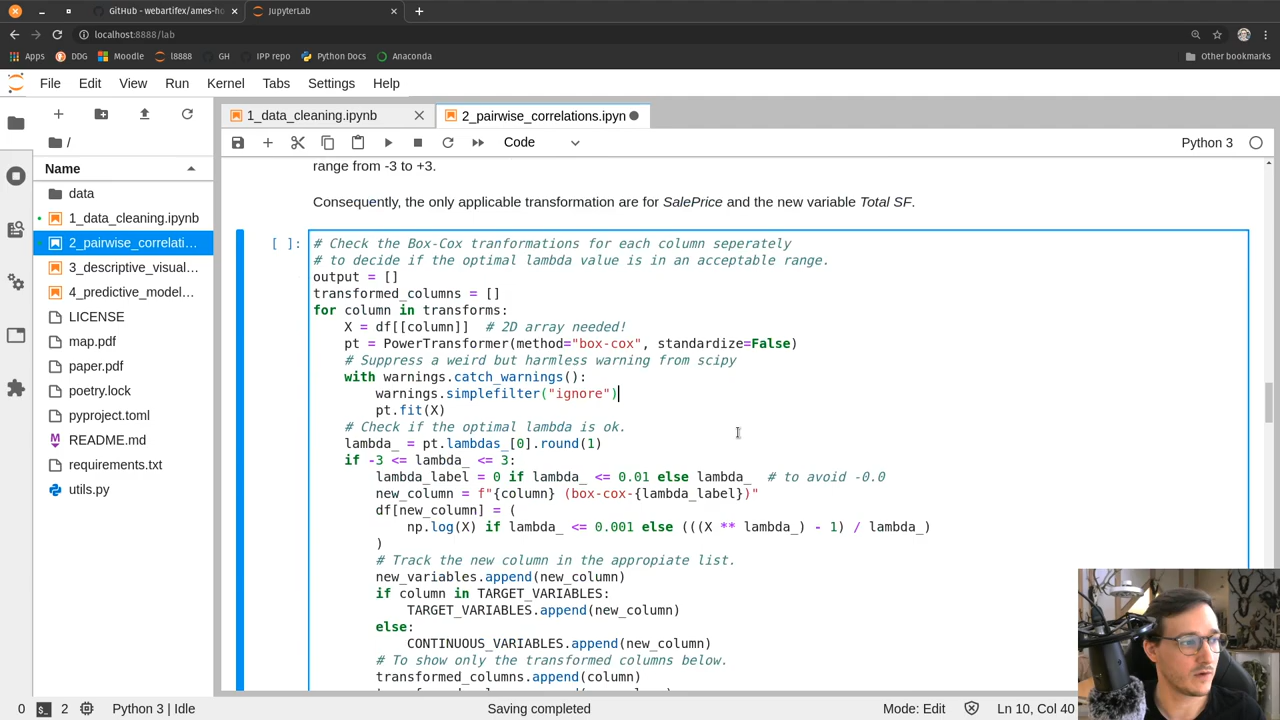 GitHub - webartifex/ames-ho
JupyterLab
localhost:8888/lab
Apps
DDG
Moodle
l8888
GH
IPP repo
Python Docs
Anaconda
Other bookmarks
File
Edit
View
Run
Kernel
Tabs
Settings
Help
1_data_cleaning.ipynb
2_pairwise_correlations.ipyn
/
Code
Python 3
Name
data
1_data_cleaning.ipynb
2_pairwise_correlati...
3_descriptive_visual...
4_predictive_model...
LICENSE
map.pdf
paper.pdf
poetry.lock
pyproject.toml
README.md
requirements.txt
utils.py
range from -3 to +3.
Consequently, the only applicable transformation are for SalePrice and the new variable Total SF.
[ ]:
# Check the Box-Cox tranformations for each column seperately
# to decide if the optimal lambda value is in an acceptable range.
output = []
transformed_columns = []
for column in transforms:
X = df[[column]]  # 2D array needed!
pt = PowerTransformer(method="box-cox", standardize=False)
# Suppress a weird but harmless warning from scipy
with warnings.catch_warnings():
warnings.simplefilter("ignore")
pt.fit(X)
# Check if the optimal lambda is ok.
lambda_ = pt.lambdas_[0].round(1)
if -3 <= lambda_ <= 3:
lambda_label = 0 if lambda_ <= 0.01 else lambda_  # to avoid -0.0
new_column = f"{column} (box-cox-{lambda_label})"
df[new_column] = (
np.log(X) if lambda_ <= 0.001 else (((X ** lambda_) - 1) / lambda_)
)
# Track the new column in the appropiate list.
new_variables.append(new_column)
if column in TARGET_VARIABLES:
TARGET_VARIABLES.append(new_column)
else:
CONTINUOUS_VARIABLES.append(new_column)
# To show only the transformed columns below.
transformed_columns.append(column)
0
2
Python 3 | Idle
Saving completed
Mode: Edit
Ln 10, Col 40